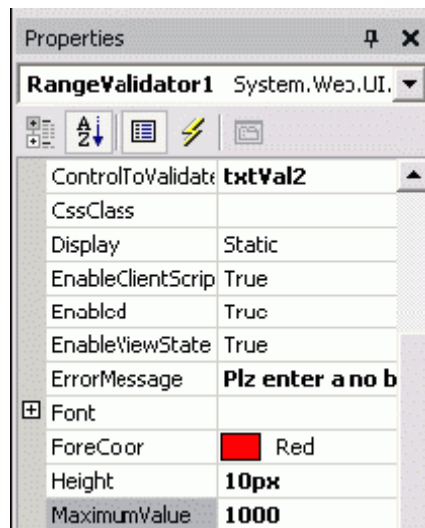 Properties
RangeValidator1 System.Web.UI.
ControlToValidate txtVal2
CssClass
Display Static
EnableClientScrip True
Enabled True
EnableViewState True
ErrorMessage Plz enter a no b
Font
ForeCoor Red
Height 10px
MaximumValue 1000